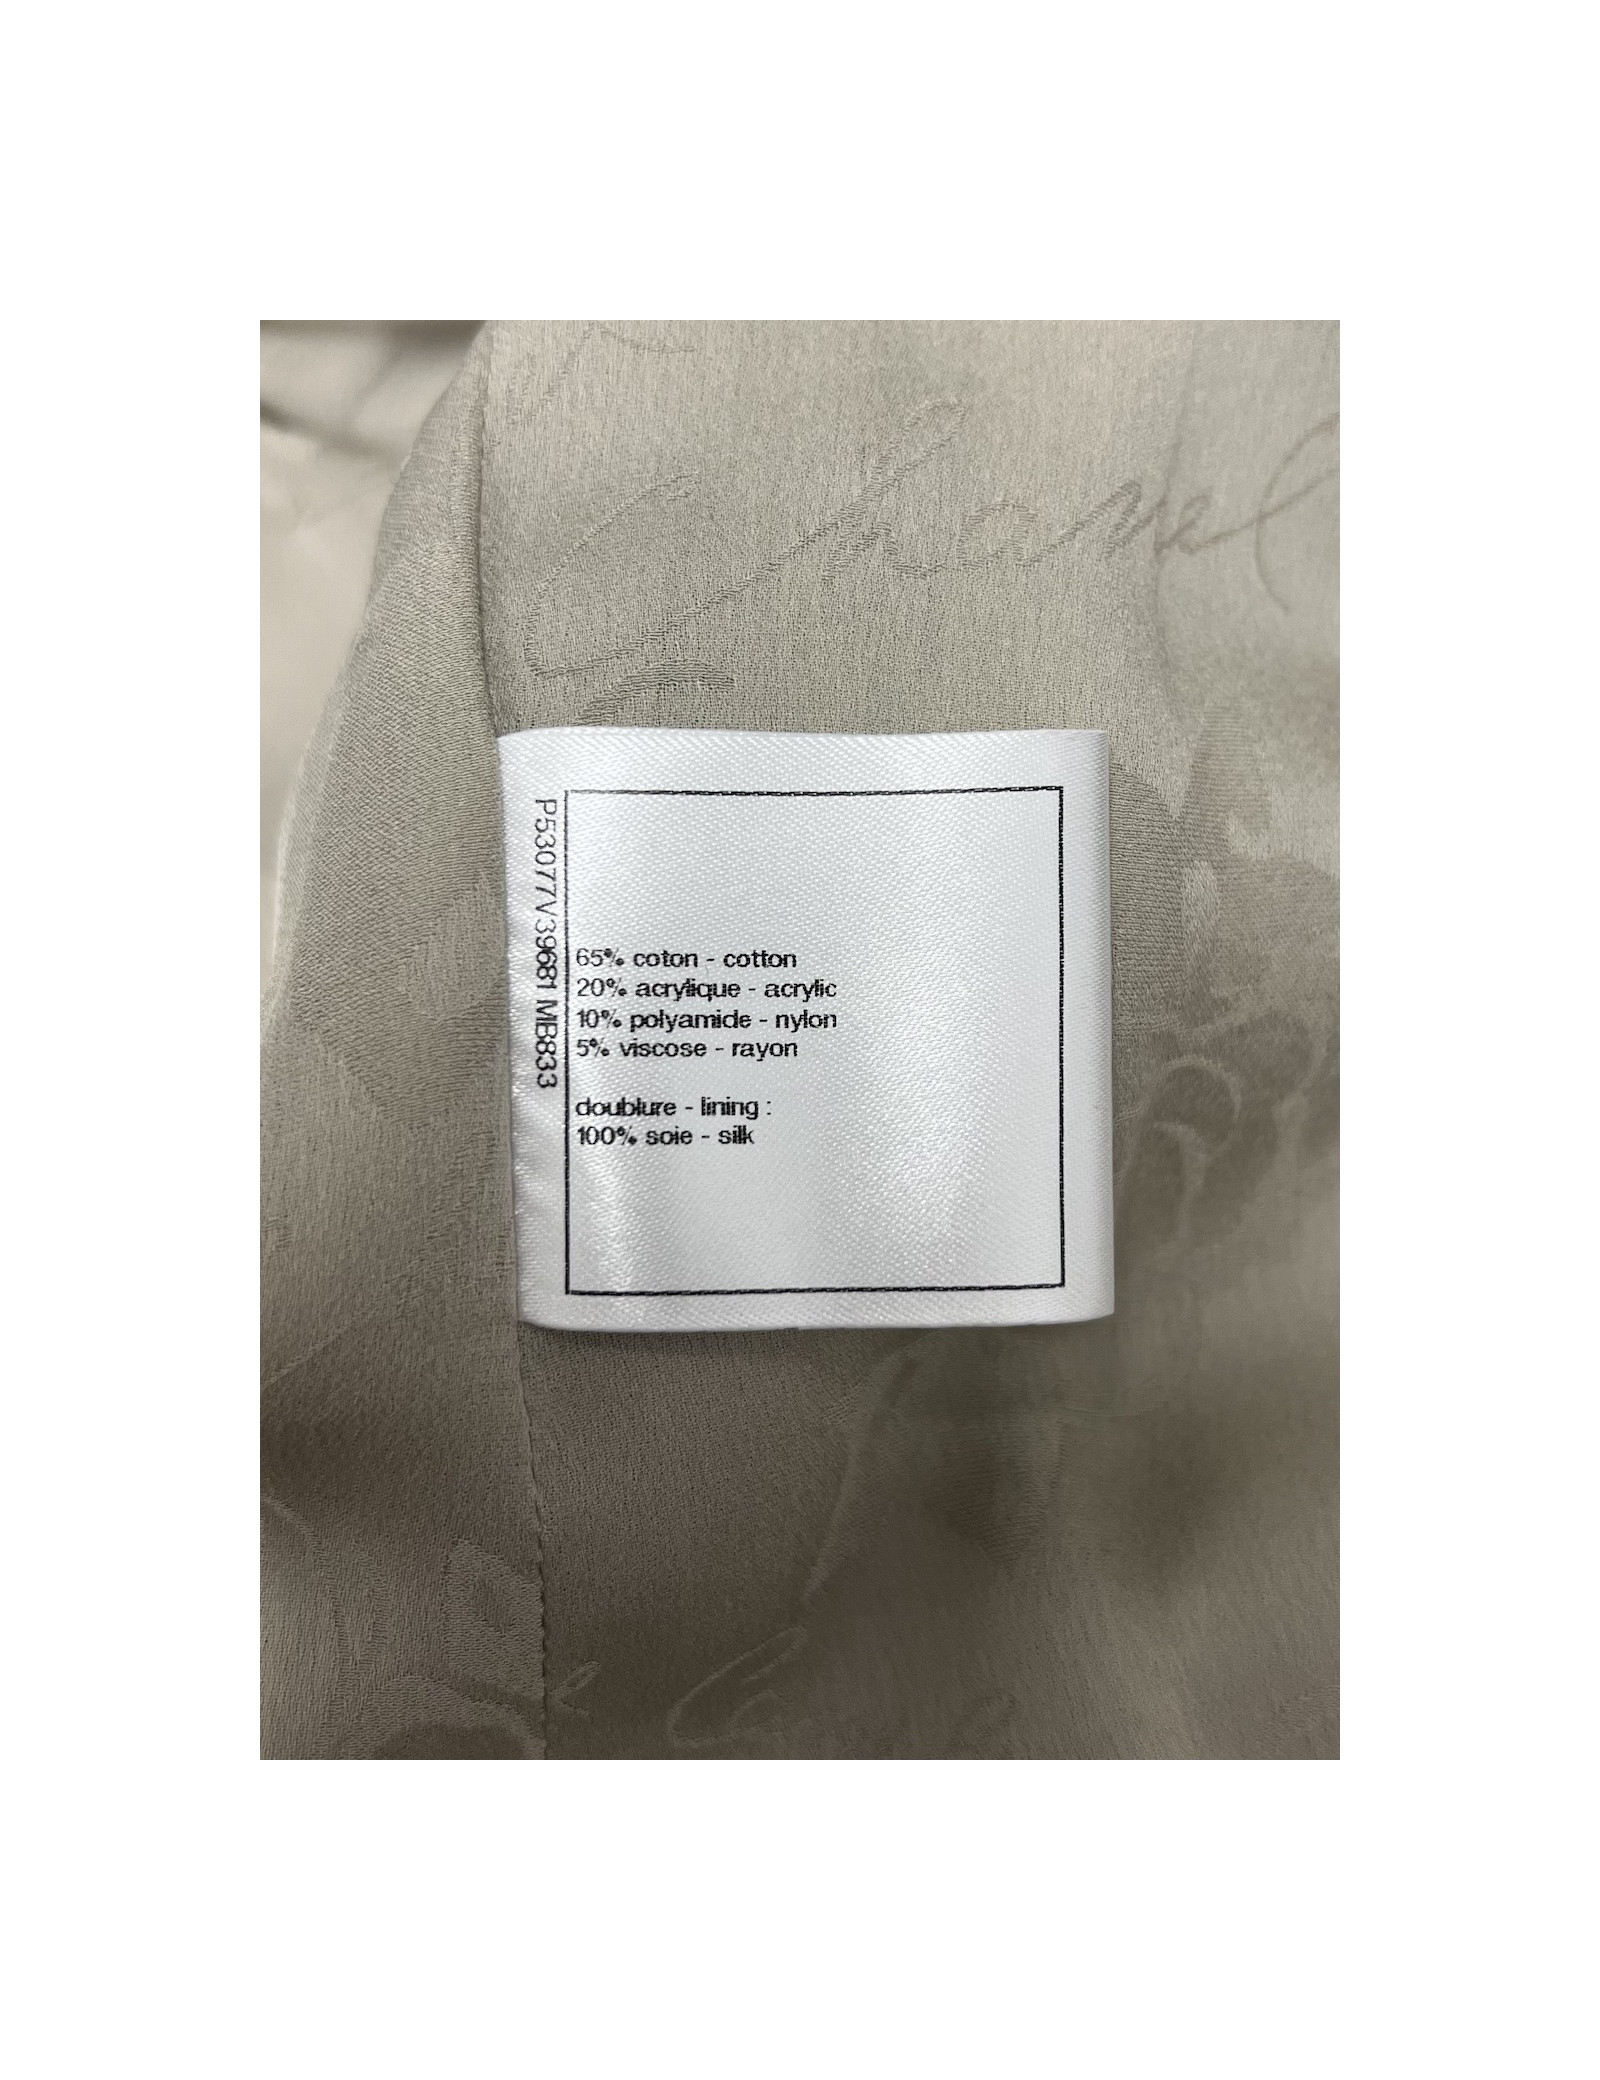 Chanel
P53077V39681 MB833
65% coton - cotton
20% acrylique - acrylic
10% polyamide - nylon
5% viscose - rayon
doublure - lining :
100% soie - silk